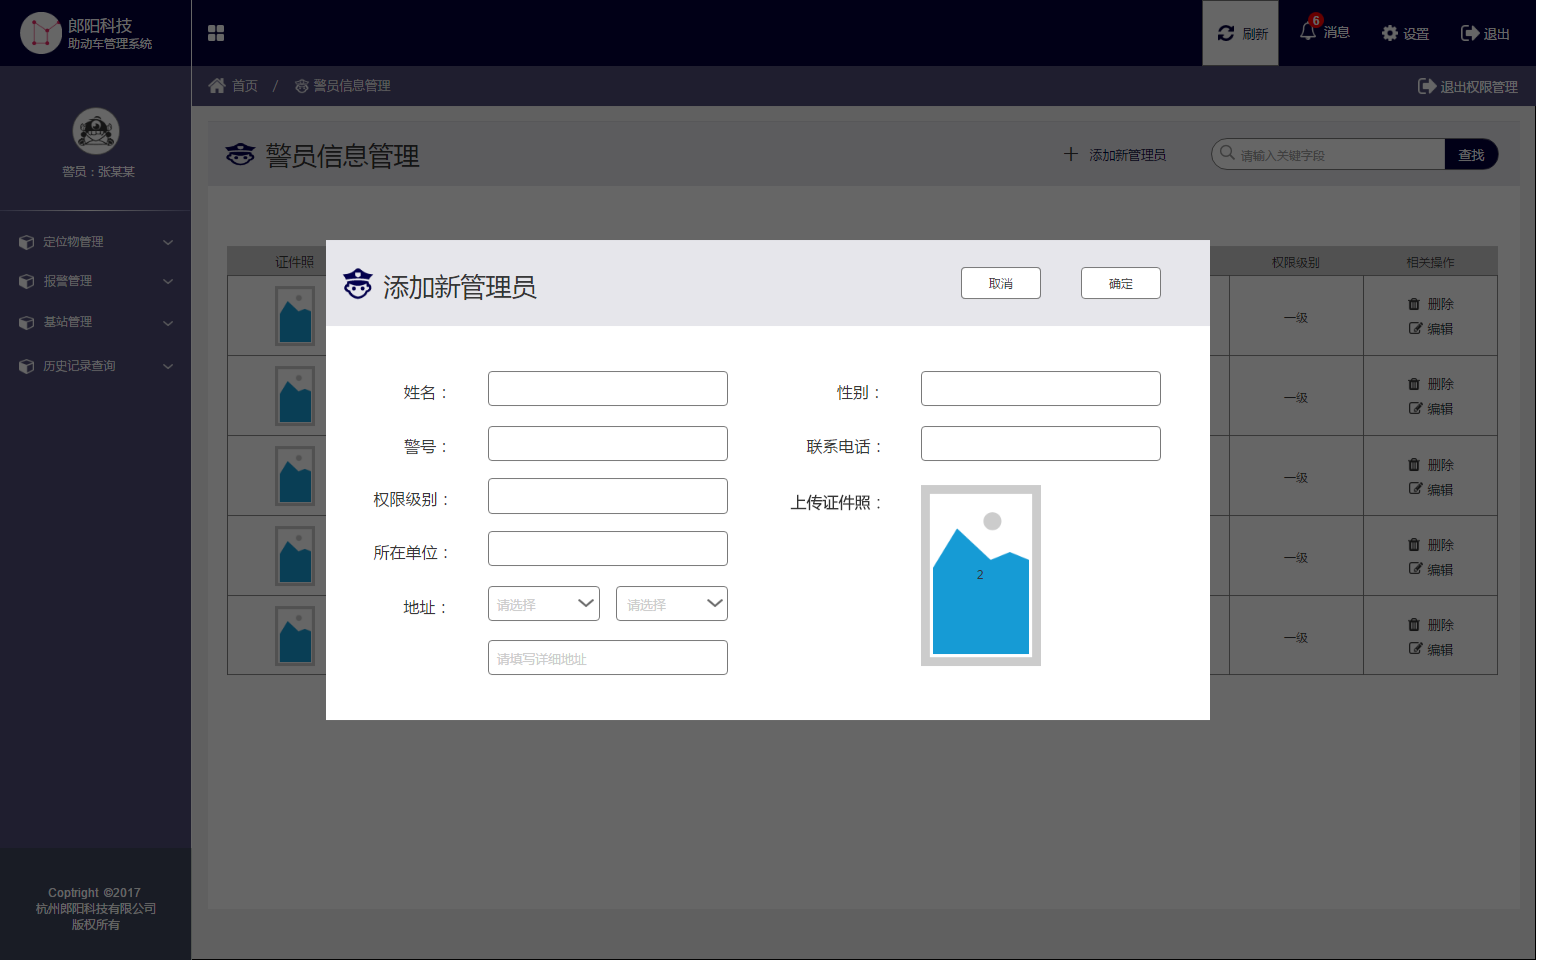 郎阳科技
助动车管理系统
刷新
6
消息
设置
退出
首页 / 警员信息管理
退出权限管理
警员：张某某
定位物管理
报警管理
基站管理
历史记录查询
警员信息管理
添加新管理员
请输入关键字段
查找
证件照
权限级别
相关操作
一级
删除
编辑
一级
删除
编辑
一级
删除
编辑
一级
删除
编辑
一级
删除
编辑
添加新管理员
取消
确定
姓名：
性别：
警号：
联系电话：
权限级别：
上传证件照：
所在单位：
2
地址：
请选择
请选择
请填写详细地址
Coptright ©2017
杭州郎阳科技有限公司
版权所有